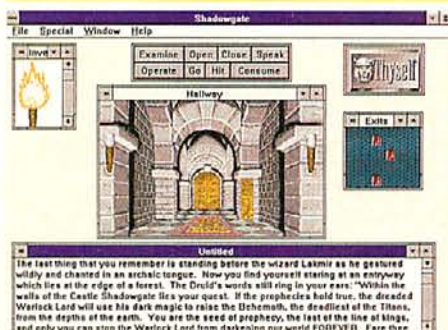 Shadowgate
File Special Window Help
Inve
Examine Open Close Speak
Operate Go Hit Consume
Thyself
Hallway
Exits
Untitled
The last thing that you remember is standing before the wizard Lakmir as he gestured
wildly and chanted in an archaic tongue. Now you find yourself staring at an entryway
which lies at the edge of a forest. The Druid's words still ring in your ears: "Within the
walls of the Castle Shadowgate lies your quest. If the prophecies hold true, the dreaded
Warlock Lord will use his dark magic to raise the Behemoth, the deadliest of the Titans,
from the depths of the earth. You are the seed of prophecy, the last of the line of kings,
and only you can stop the Warlock Lord from darkening our world FOREVER. Fare thee